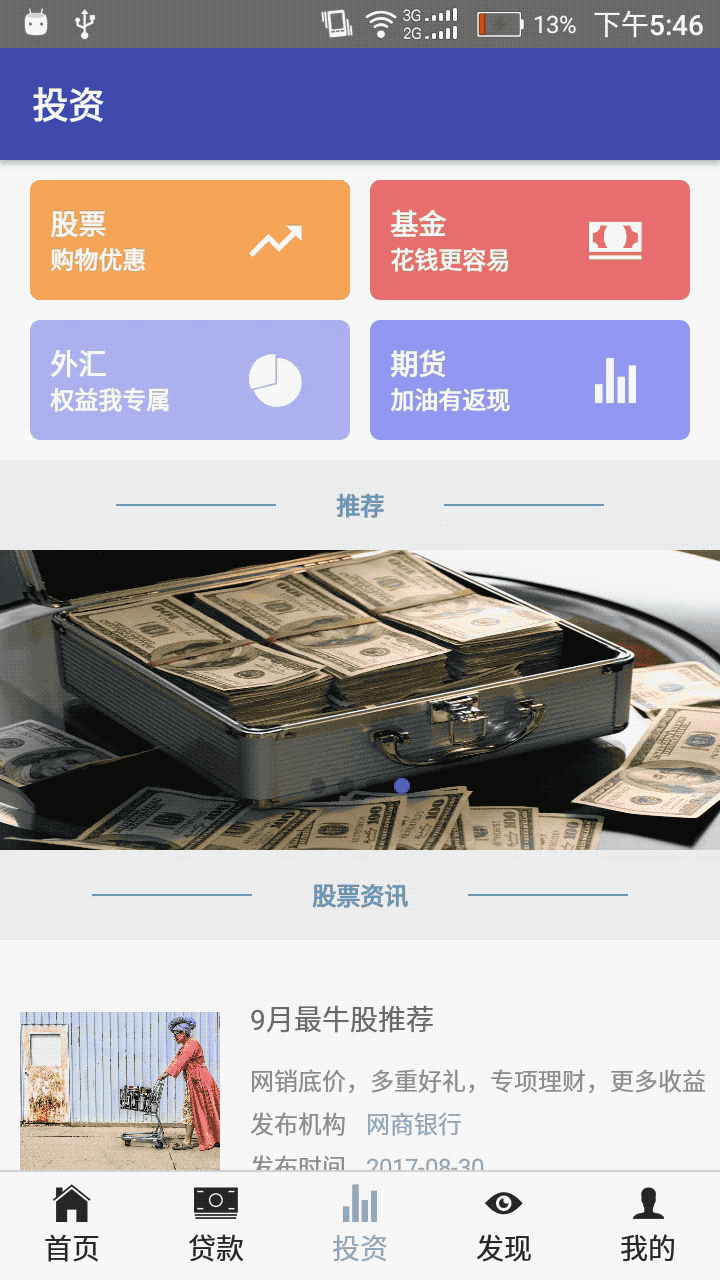 3G
2G
13%
下午5:46
投资
股票
购物优惠
基金
花钱更容易
外汇
权益我专属
期货
加油有返现
推荐
股票资讯
9月最牛股推荐
网销底价，多重好礼，专项理财，更多收益
发布机构 网商银行
发布时间 2017-08-30
首页
贷款
投资
发现
我的